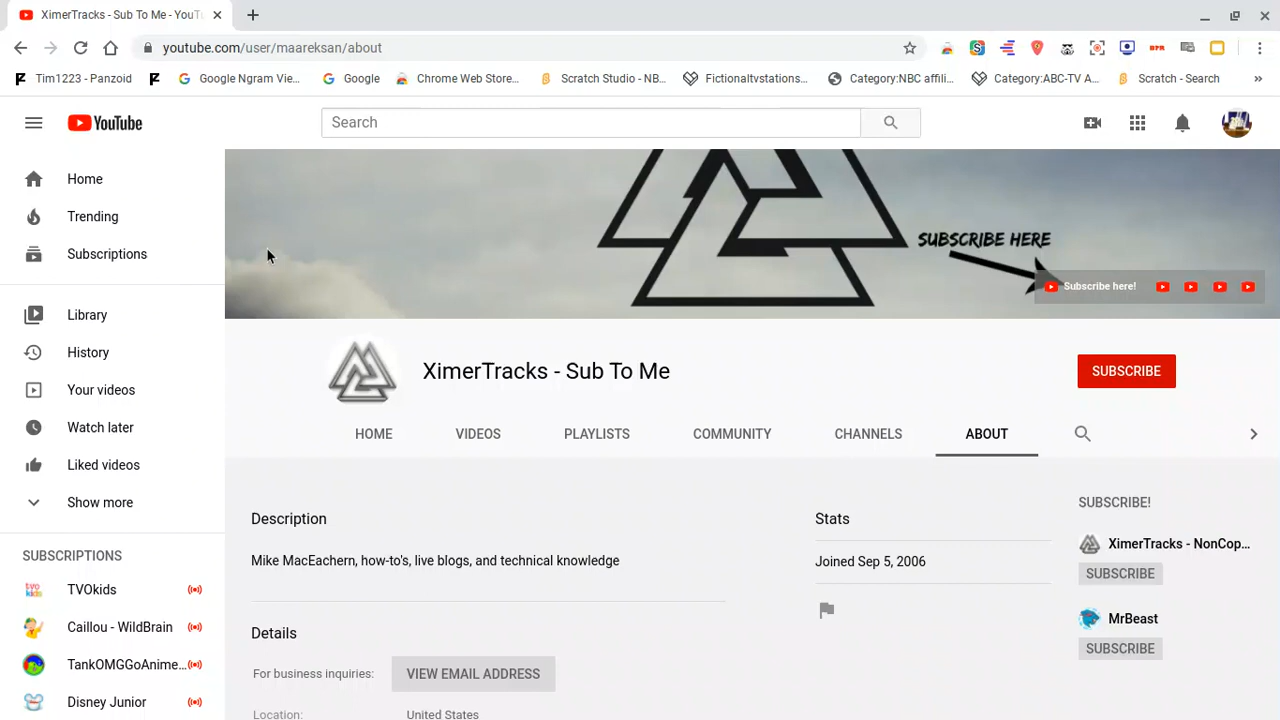 XimerTracks - Sub To Me - YouT
youtube.com/user/maareksan/about
Tim1223 - Panzoid
Google Ngram Vie...
Google
Chrome Web Store...
Scratch Studio - NB...
Fictionaltvstations...
Category:NBC affili...
Category:ABC-TV A...
Scratch - Search
»
YouTube
Search
Home
Trending
Subscriptions
Library
History
Your videos
Watch later
Liked videos
Show more
SUBSCRIPTIONS
TVOkids
Caillou - WildBrain
TankOMGGoAnime...
Disney Junior
SUBSCRIBE HERE
Subscribe here!
XimerTracks - Sub To Me
SUBSCRIBE
HOME
VIDEOS
PLAYLISTS
COMMUNITY
CHANNELS
ABOUT
Description
Mike MacEachern, how-to's, live blogs, and technical knowledge
Details
For business inquiries:
VIEW EMAIL ADDRESS
Location:
United States
Stats
Joined Sep 5, 2006
SUBSCRIBE!
XimerTracks - NonCop...
SUBSCRIBE
MrBeast
SUBSCRIBE